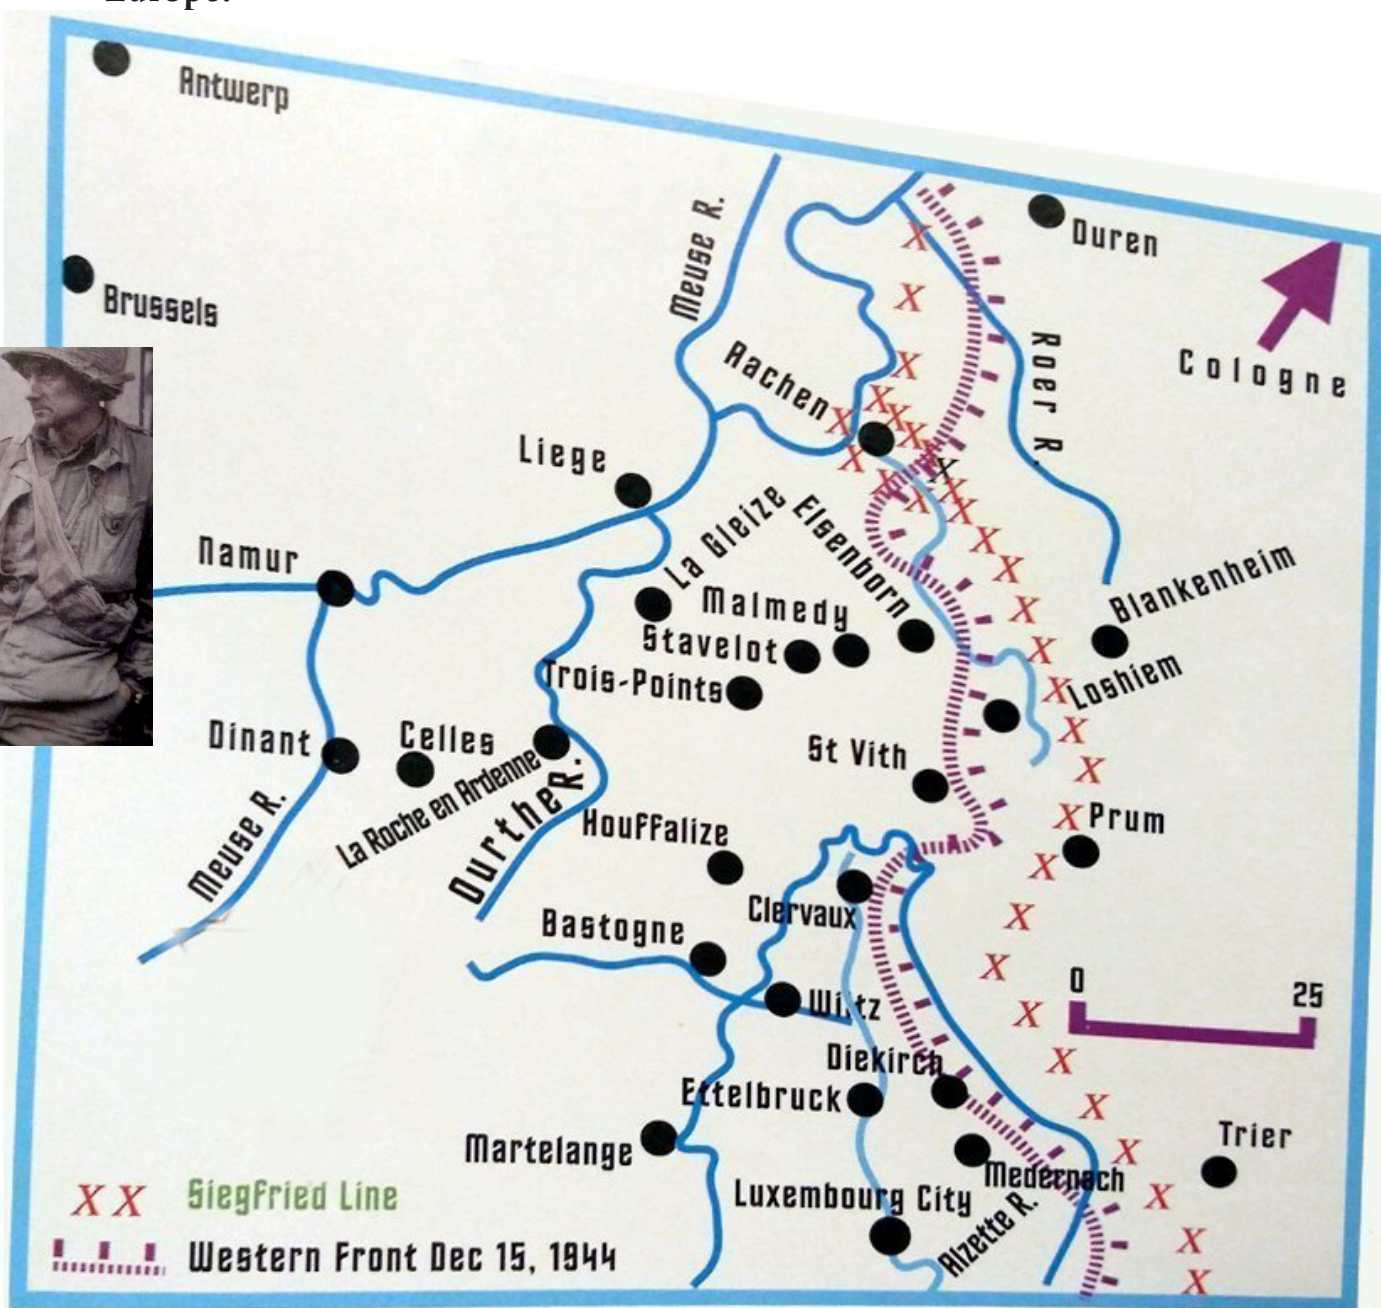 Europe.
Antwerp
Duren
Brussels
Meuse R.
Cologne
Roer R.
Aachen
Liege
La Gleize
Elsenborn
Namur
Malmedy
Blankenheim
Stavelot
Trois-Points
Loshiem
Dinant
Celles
St Vith
La Roche en Ardenne
Ourthe R.
Meuse R.
Houffalize
Prum
Clervaux
Bastogne
0 25
Wiltz
Diekirch
Ettelbruck
Martelange
Trier
Medernach
Luxembourg City
Alzette R.
X X Siegfried Line
Western Front Dec 15, 1944